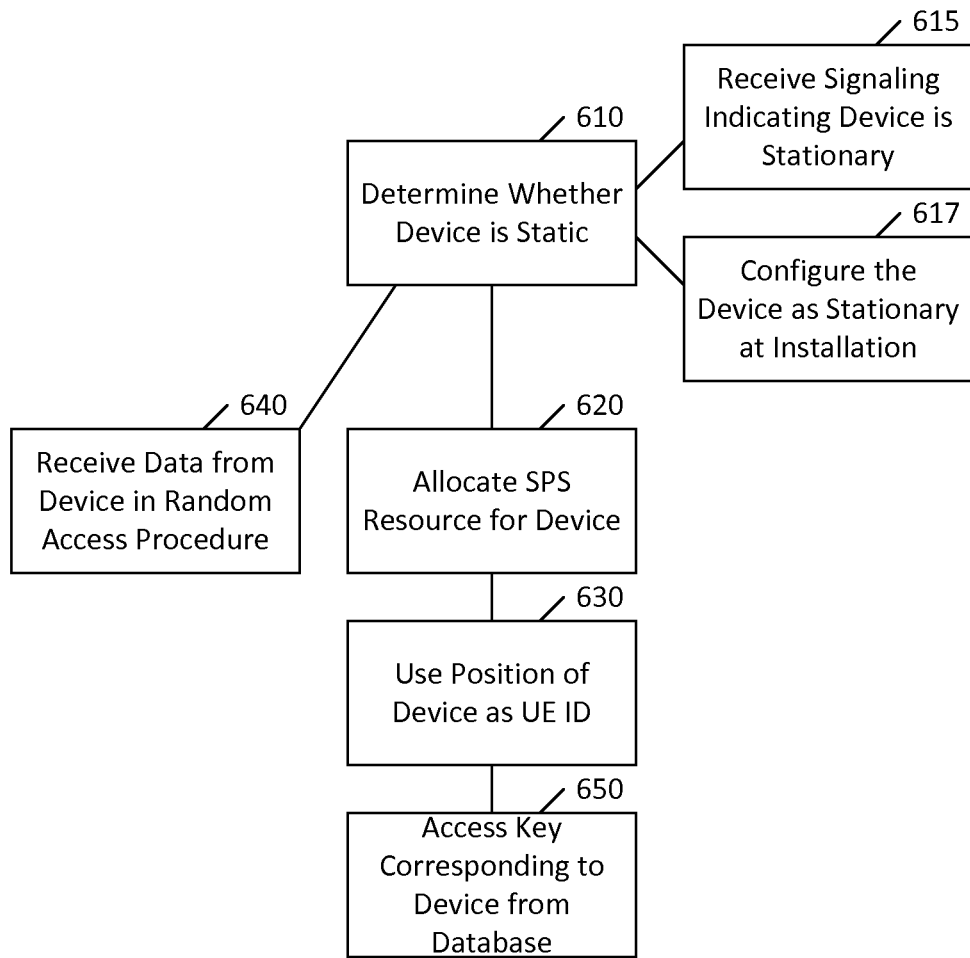 615
Receive Signaling
Indicating Device is
Stationary
610
Determine Whether
Device is Static
617
Configure the
Device as Stationary
at Installation
640
Receive Data from
Device in Random
Access Procedure
620
Allocate SPS
Resource for Device
630
Use Position of
Device as UE ID
650
Access Key
Corresponding to
Device from
Database